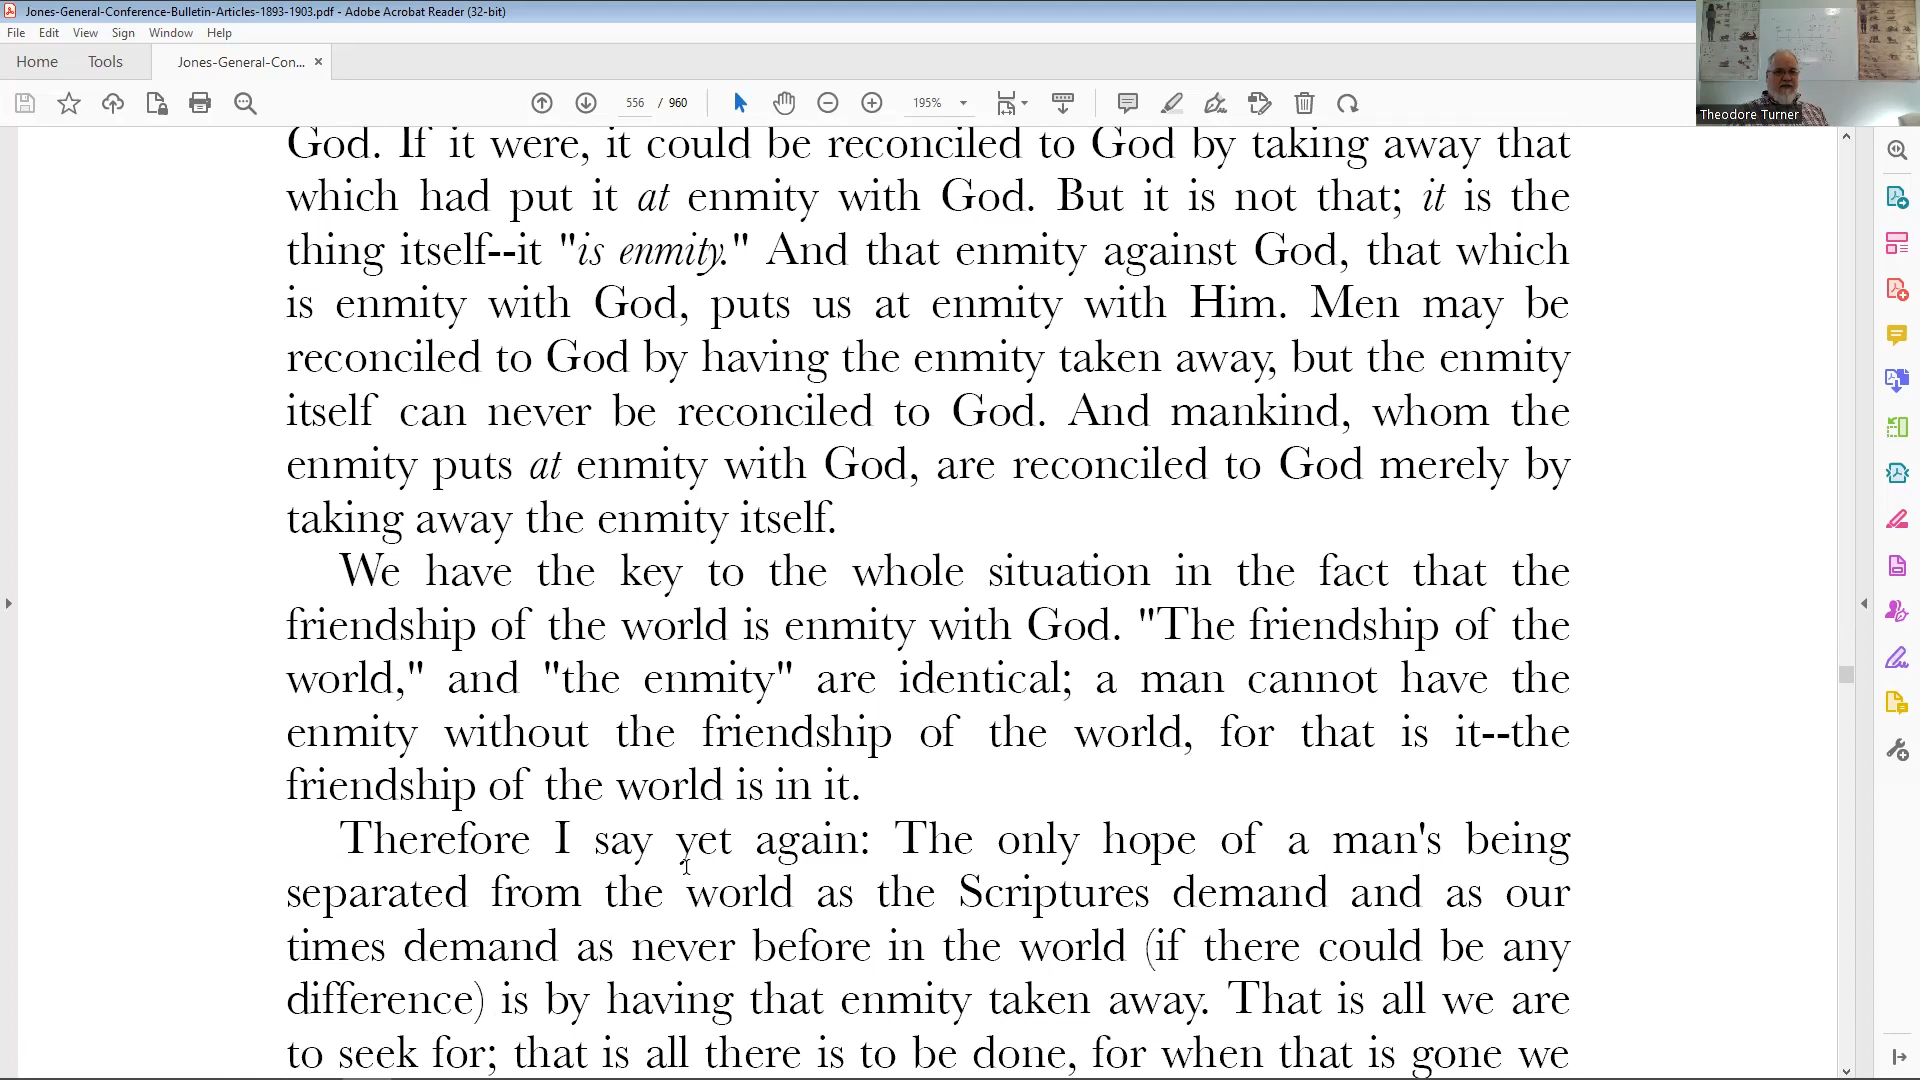 Jones-General-Conference-Bulletin-Articles-1893-1903.pdf - Adobe Acrobat Reader (32-bit)
File Edit View Sign Window Help
Home Tools Jones-General-Con... ×
556 / 960 195%
Theodore Turner
God. If it were, it could be reconciled to God by taking away that
which had put it at enmity with God. But it is not that; it is the
thing itself--it "is enmity." And that enmity against God, that which
is enmity with God, puts us at enmity with Him. Men may be
reconciled to God by having the enmity taken away, but the enmity
itself can never be reconciled to God. And mankind, whom the
enmity puts at enmity with God, are reconciled to God merely by
taking away the enmity itself.
We have the key to the whole situation in the fact that the
friendship of the world is enmity with God. "The friendship of the
world," and "the enmity" are identical; a man cannot have the
enmity without the friendship of the world, for that is it--the
friendship of the world is in it.
Therefore I say yet again: The only hope of a man's being
separated from the world as the Scriptures demand and as our
times demand as never before in the world (if there could be any
difference) is by having that enmity taken away. That is all we are
to seek for; that is all there is to be done, for when that is gone we